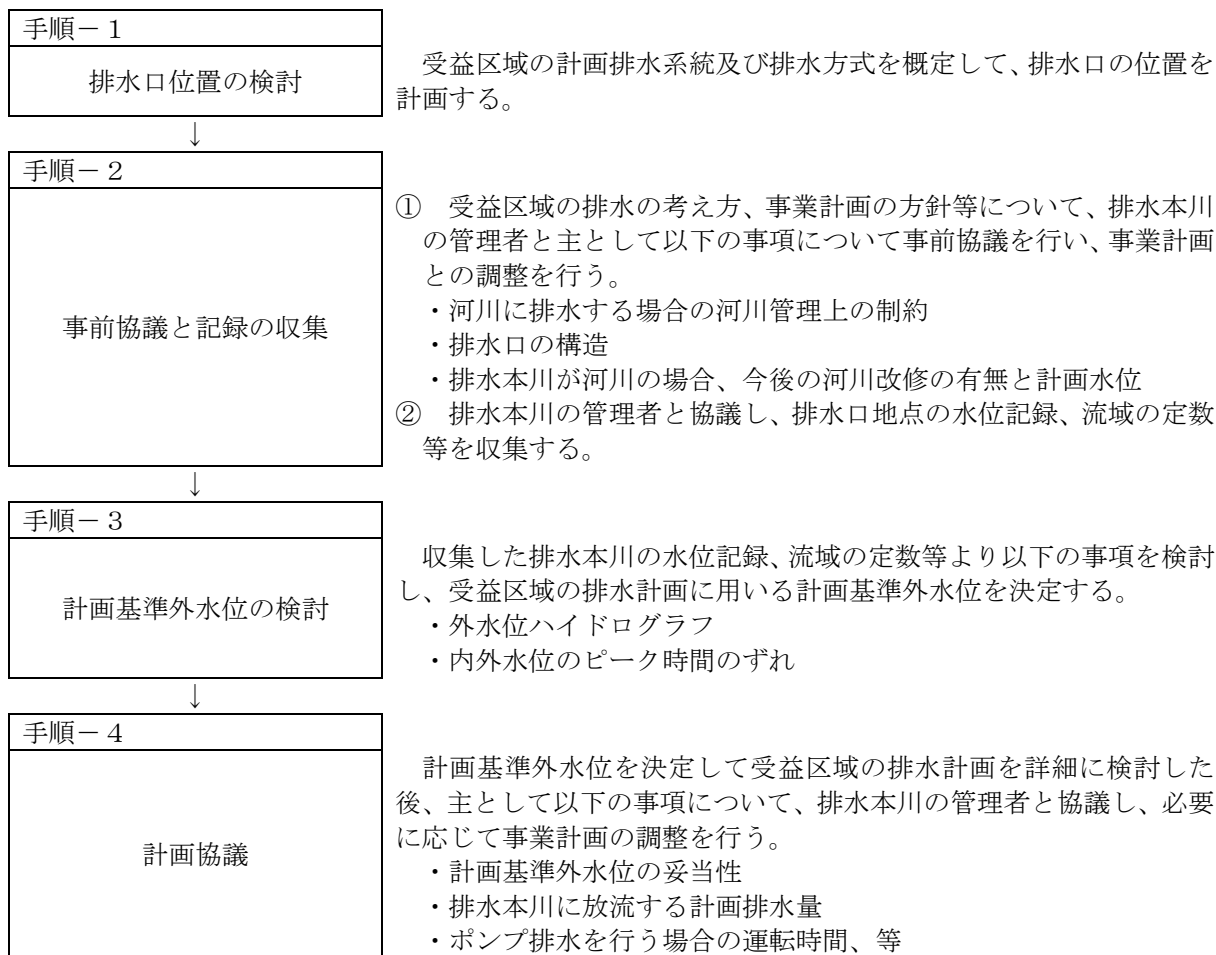 手順－１
排水口位置の検討
受益区域の計画排水系統及び排水方式を概定して、排水口の位置を
計画する。
↓
手順－２
事前協議と記録の収集
①　受益区域の排水の考え方、事業計画の方針等について、排水本川
の管理者と主として以下の事項について事前協議を行い、事業計画
との調整を行う。
・河川に排水する場合の河川管理上の制約
・排水口の構造
・排水本川が河川の場合、今後の河川改修の有無と計画水位
②　排水本川の管理者と協議し、排水口地点の水位記録、流域の定数
等を収集する。
↓
手順－３
計画基準外水位の検討
収集した排水本川の水位記録、流域の定数等より以下の事項を検討
し、受益区域の排水計画に用いる計画基準外水位を決定する。
・外水位ハイドログラフ
・内外水位のピーク時間のずれ
↓
手順－４
計画協議
計画基準外水位を決定して受益区域の排水計画を詳細に検討した
後、主として以下の事項について、排水本川の管理者と協議し、必要
に応じて事業計画の調整を行う。
・計画基準外水位の妥当性
・排水本川に放流する計画排水量
・ポンプ排水を行う場合の運転時間、等